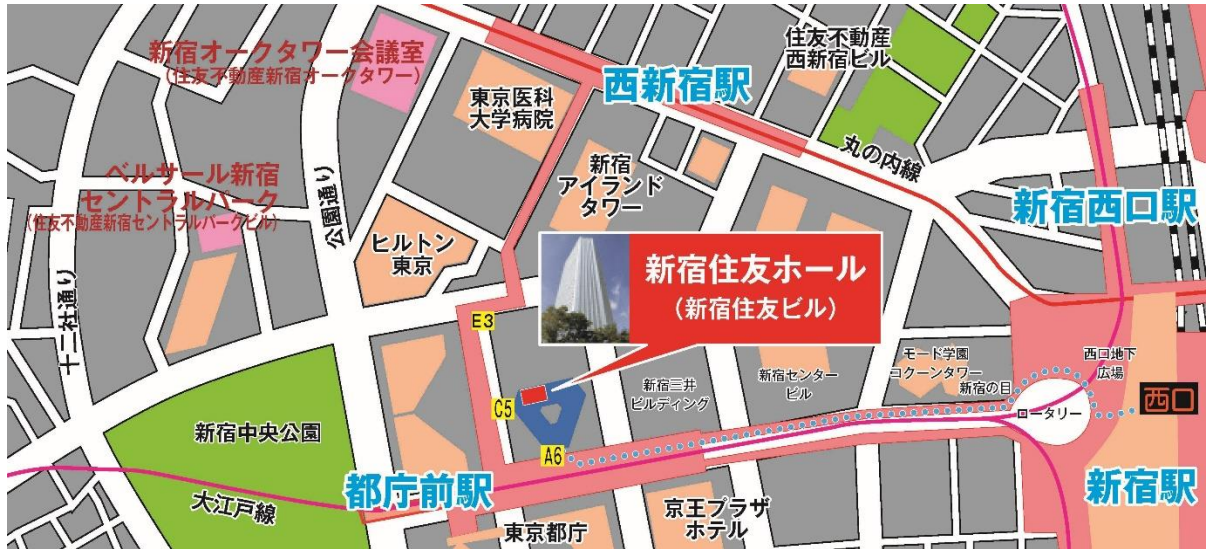 新宿オークタワー会議室
(住友不動産新宿オークタワー)
東京医科
大学病院
西新宿駅
住友不動産
西新宿ビル
丸の内線
ベルサール新宿
セントラルパーク
(住友不動産新宿セントラルパークビル)
公園通り
新宿
アイランド
タワー
新宿西口駅
ヒルトン
東京
十二社通り
新宿住友ホール
(新宿住友ビル)
E3
モード学園
コクーンタワー
西口地下
広場
新宿三井
ビルディング
新宿センター
ビル
新宿の目
C5
ロータリー
西口
新宿中央公園
A6
都庁前駅
大江戸線
新宿駅
東京都庁
京王プラザ
ホテル